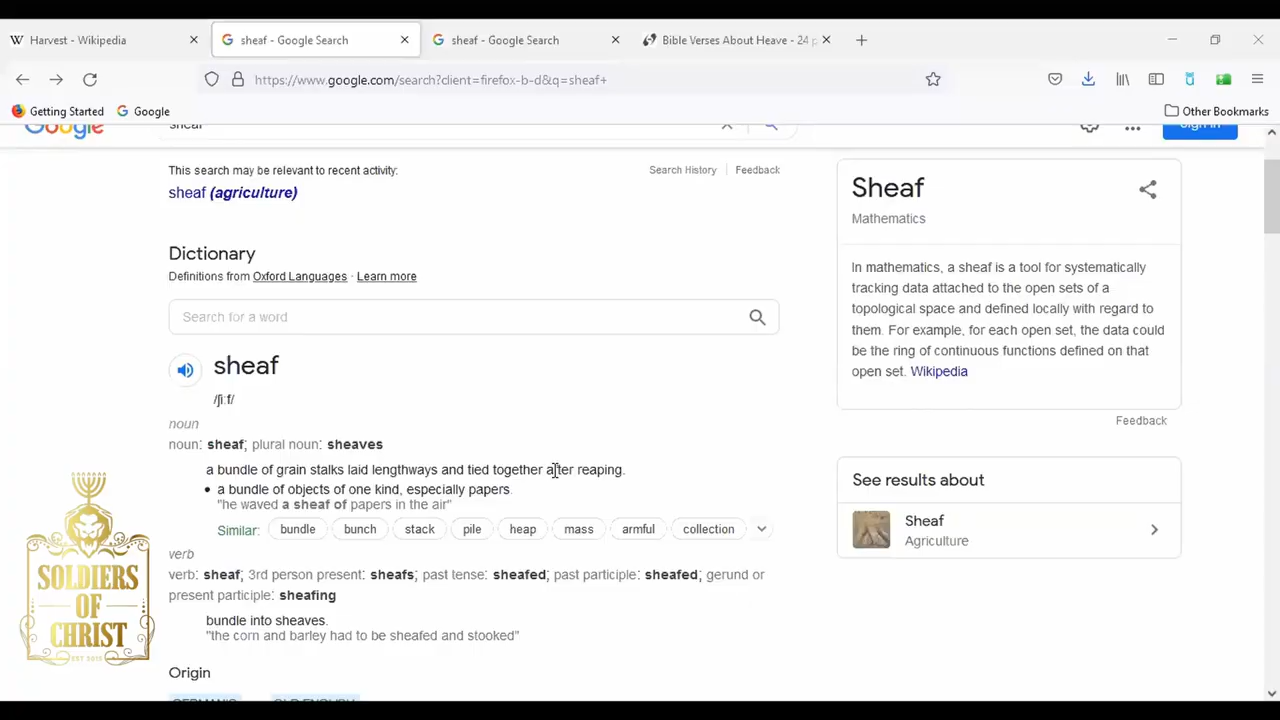 Harvest - Wikipedia
sheaf - Google Search
sheaf - Google Search
Bible Verses About Heave - 24 p
https://www.google.com/search?client=firefox-b-d&q=sheaf+
Getting Started
Google
Other Bookmarks
Google
sheaf
Sign in
This search may be relevant to recent activity:
Search History
Feedback
sheaf (agriculture)
Dictionary
Definitions from Oxford Languages · Learn more
Search for a word
sheaf
/ʃiːf/
noun
noun: sheaf; plural noun: sheaves
a bundle of grain stalks laid lengthways and tied together after reaping.
• a bundle of objects of one kind, especially papers.
"he waved a sheaf of papers in the air"
Similar: bundle bunch stack pile heap mass armful collection
verb
verb: sheaf; 3rd person present: sheafs; past tense: sheafed; past participle: sheafed; gerund or
present participle: sheafing
bundle into sheaves.
"the corn and barley had to be sheafed and stooked"
Origin
GERMANIC
OLD ENGLISH
Sheaf
Mathematics
In mathematics, a sheaf is a tool for systematically
tracking data attached to the open sets of a
topological space and defined locally with regard to
them. For example, for each open set, the data could
be the ring of continuous functions defined on that
open set. Wikipedia
Feedback
See results about
Sheaf
Agriculture
SOLDIERS
OF
CHRIST